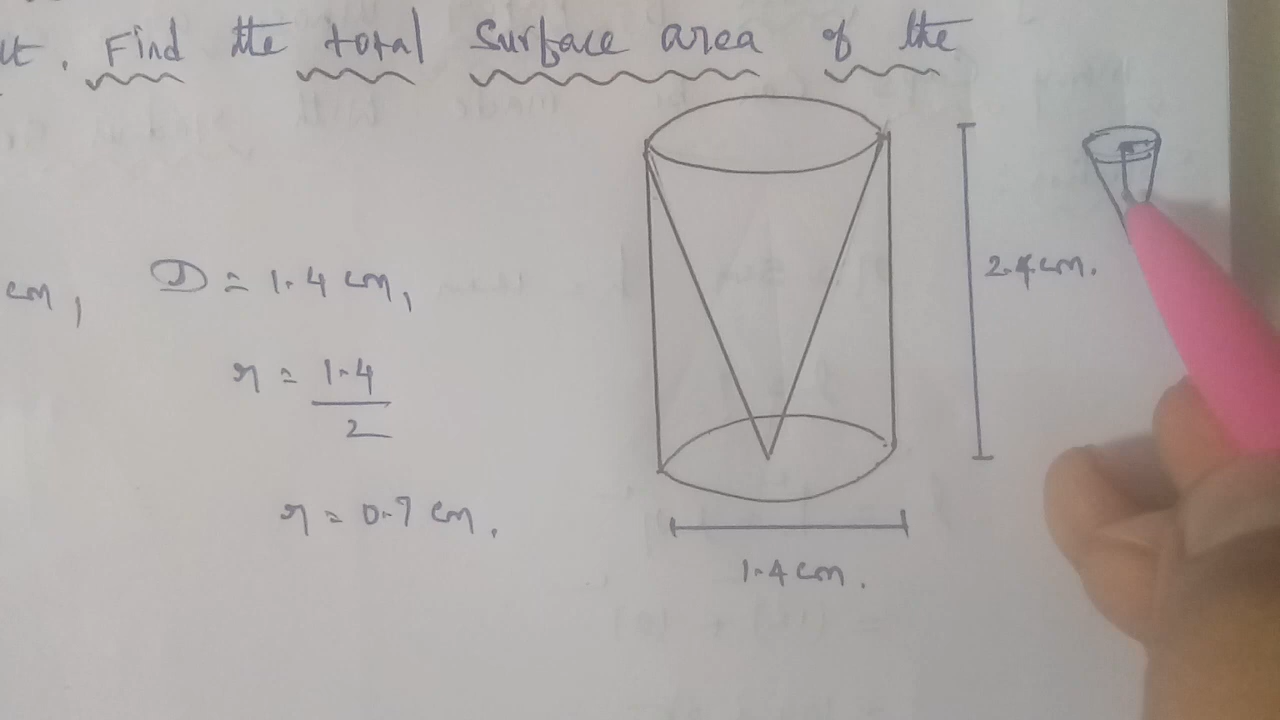 Find the total surface area of the
cm, D = 1.4 cm,
r = 1.4
2
r = 0.7 cm.
2.4 cm.
1.4 cm.